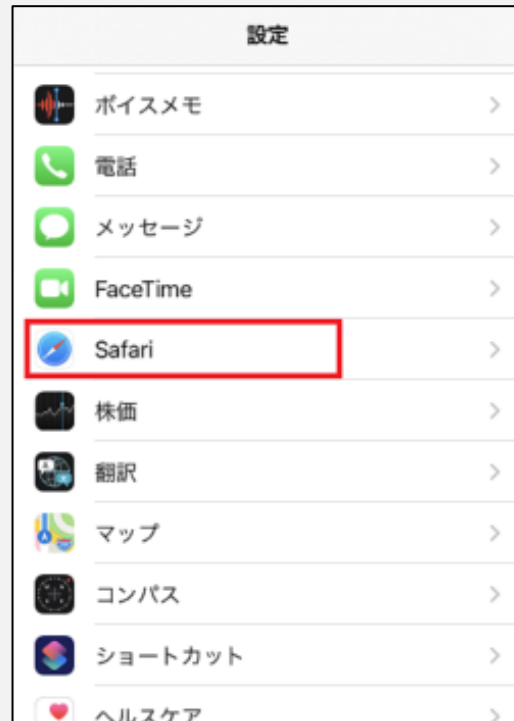 設定
ボイスメモ
電話
メッセージ
FaceTime
Safari
株価
翻訳
マップ
コンパス
ショートカット
ヘルスケア